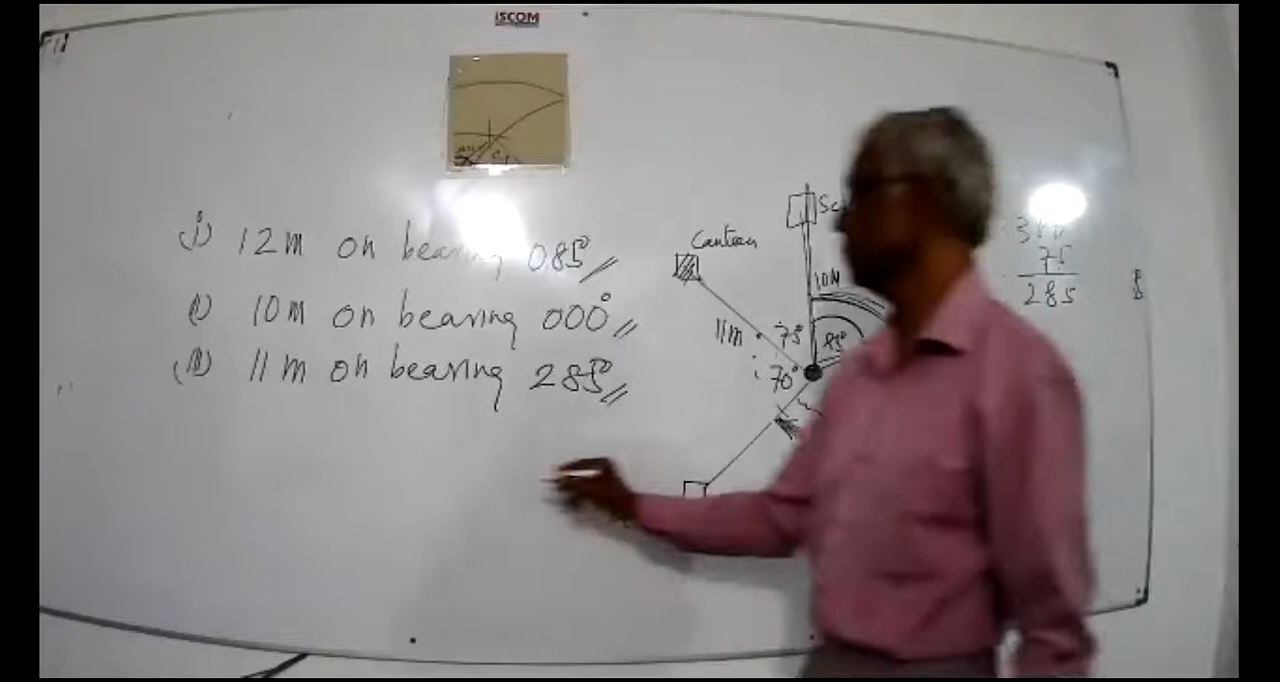 ISCOM
(i) 12m on bearing 085°
(i) 10m on bearing 000°
(iii) 11m on bearing 285°
Canteen
10m
11m
75°
85°
70°
75
285